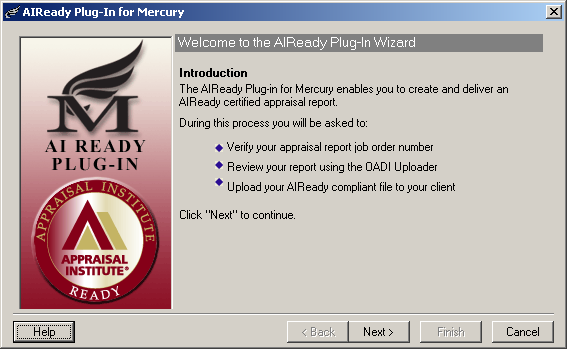 AIReady Plug-In for Mercury
Welcome to the AIReady Plug-In Wizard
Introduction
The AIReady Plug-in for Mercury enables you to create and deliver an
AIReady certified appraisal report.
During this process you will be asked to:
Verify your appraisal report job order number
Review your report using the OADI Uploader
Upload your AIReady compliant file to your client
Click "Next" to continue.
M
AI READY
PLUG-IN
APPRAISAL INSTITUTE
APPRAISAL
INSTITUTE®
READY
Help
< Back
Next >
Finish
Cancel